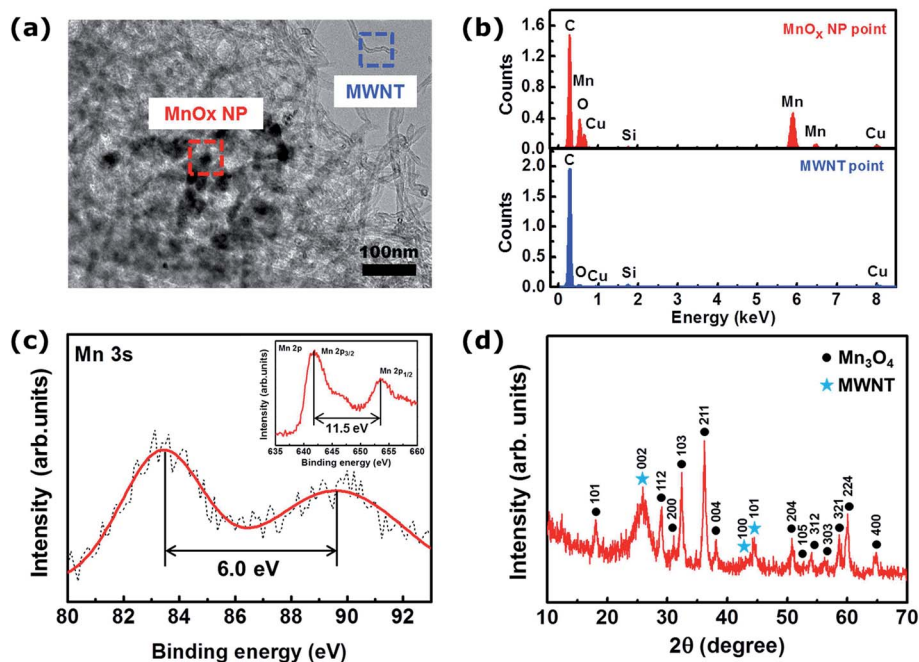 (a)
MnOx NP
MWNT
100nm
(b)
Counts
1.6
1.2
0.8
0.4
0.0
C
Mn
O
Cu
Si
Mn
Mn
Cu
MnOx NP point
Counts
2.0
1.5
1.0
0.5
0.0
C
O
Cu
Si
Cu
MWNT point
0 1 2 3 4 5 6 7 8
Energy (keV)
(c)
Mn 3s
Intensity (arb.units)
6.0 eV
80 82 84 86 88 90 92
Binding energy (eV)
Mn 2p
Mn 2p3/2
Mn 2p1/2
11.5 eV
Intensity (arb.units)
635 640 645 650 655 660
Binding energy (eV)
(d)
Mn3O4
MWNT
Intensity (arb. units)
101
002
112
200
103
211
004
100
101
204
105
312
303
321
224
400
10 20 30 40 50 60 70
2θ (degree)